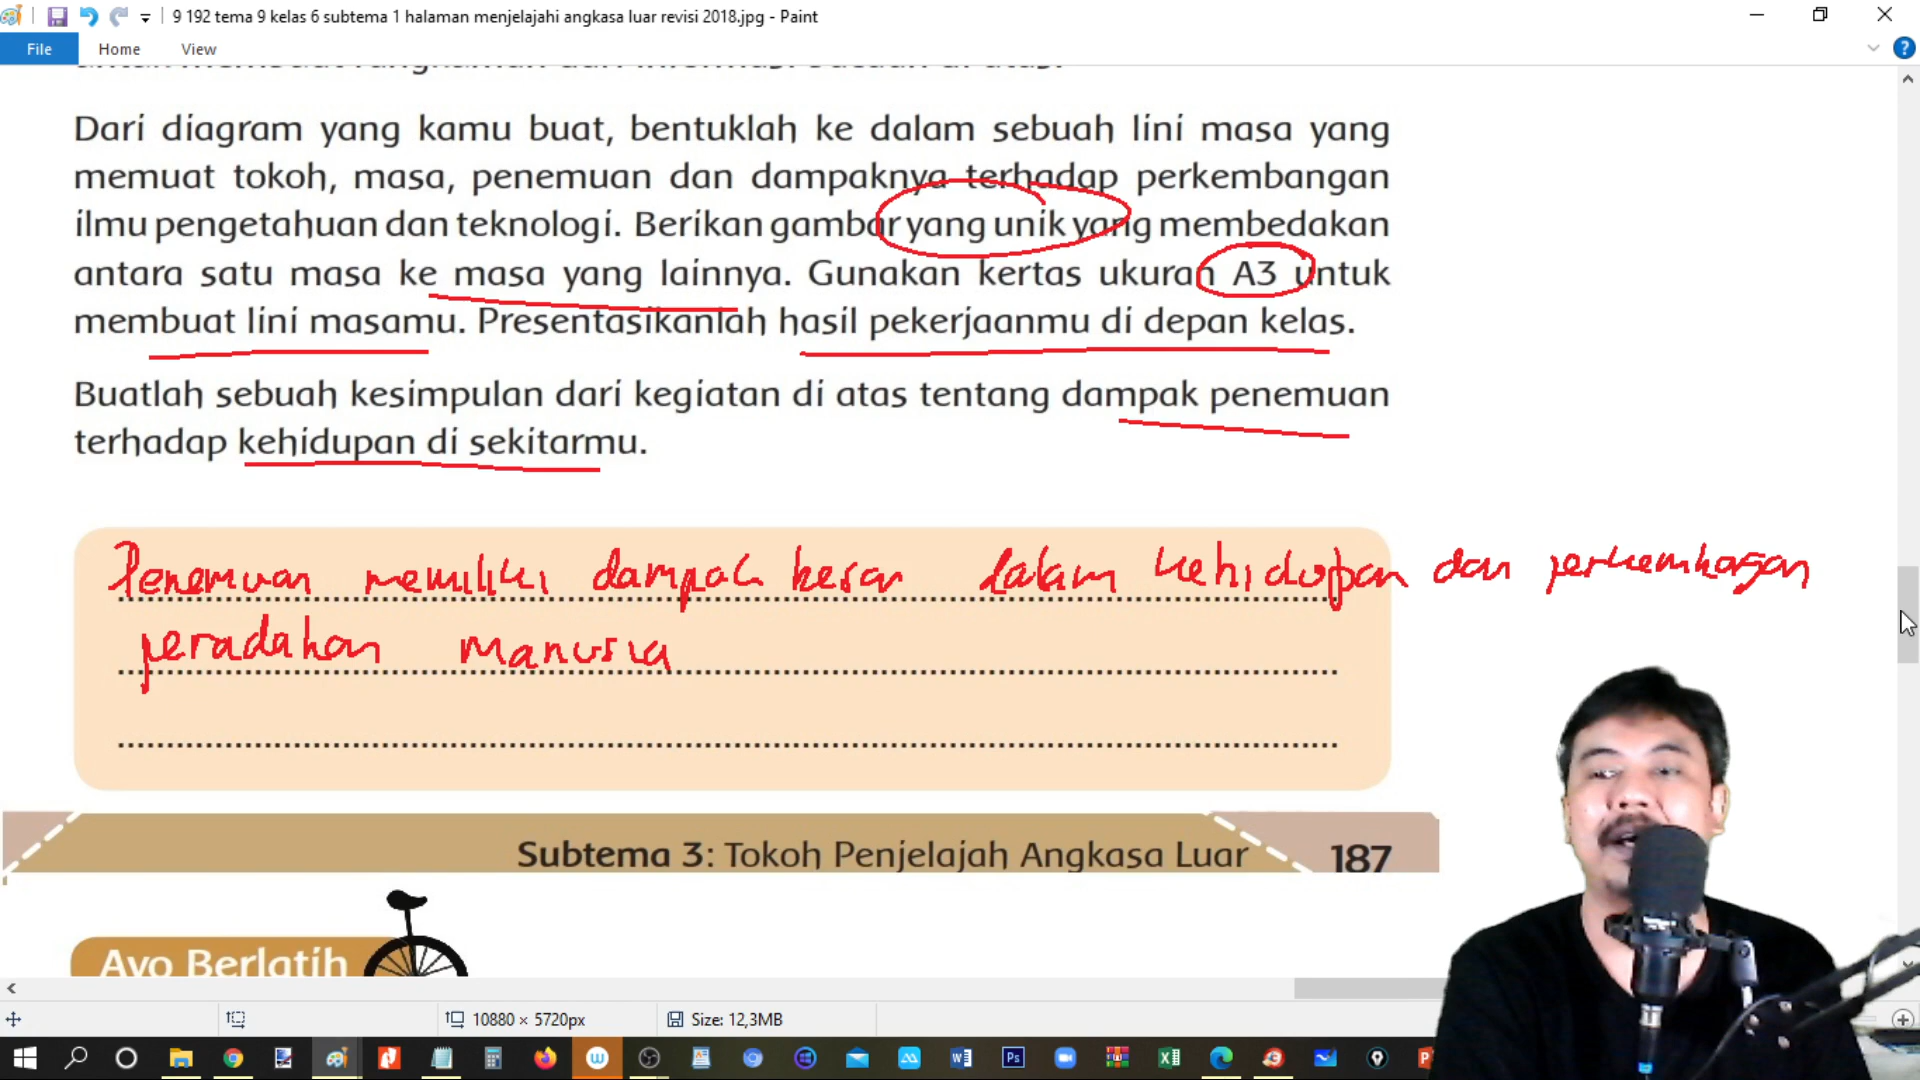 9 192 tema 9 kelas 6 subtema 1 halaman menjelajahi angkasa luar revisi 2018.jpg - Paint
File Home View
Dari diagram yang kamu buat, bentuklah ke dalam sebuah lini masa yang
memuat tokoh, masa, penemuan dan dampaknya terhadap perkembangan
ilmu pengetahuan dan teknologi. Berikan gambar yang unik yang membedakan
antara satu masa ke masa yang lainnya. Gunakan kertas ukuran A3 untuk
membuat lini masamu. Presentasikanlah hasil pekerjaanmu di depan kelas.
Buatlah sebuah kesimpulan dari kegiatan di atas tentang dampak penemuan
terhadap kehidupan di sekitarmu.
Penemuan memiliki dampak besar dalam kehidupan dan perkembangan
peradaban manusia
Subtema 3: Tokoh Penjelajah Angkasa Luar 187
Ayo Berlatih
10880 × 5720px Size: 12,3MB